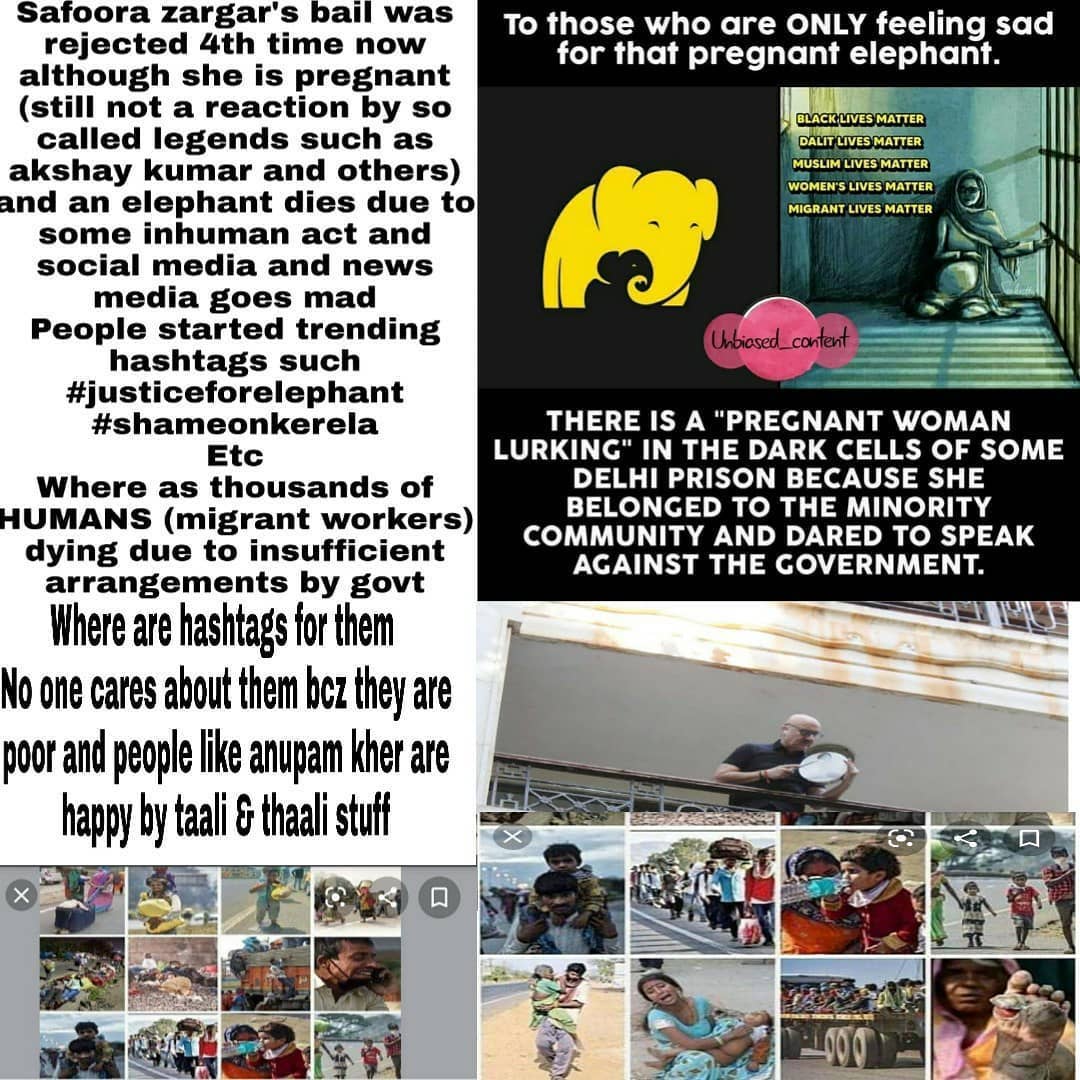 Safoora zargar's bail was
rejected 4th time now
although she is pregnant
(still not a reaction by so
called legends such as
akshay kumar and others)
and an elephant dies due to
some inhuman act and
social media and news
media goes mad
People started trending
hashtags such
#justiceforelephant
#shameonkerela
Etc
Where as thousands of
HUMANS (migrant workers)
dying due to insufficient
arrangements by govt
Where are hashtags for them
No one cares about them bcz they are
poor and people like anupam kher are
happy by taali & thaali stuff
To those who are ONLY feeling sad
for that pregnant elephant.
BLACK LIVES MATTER
DALIT LIVES MATTER
MUSLIM LIVES MATTER
WOMEN'S LIVES MATTER
MIGRANT LIVES MATTER
Unbiased_content
THERE IS A "PREGNANT WOMAN
LURKING" IN THE DARK CELLS OF SOME
DELHI PRISON BECAUSE SHE
BELONGED TO THE MINORITY
COMMUNITY AND DARED TO SPEAK
AGAINST THE GOVERNMENT.